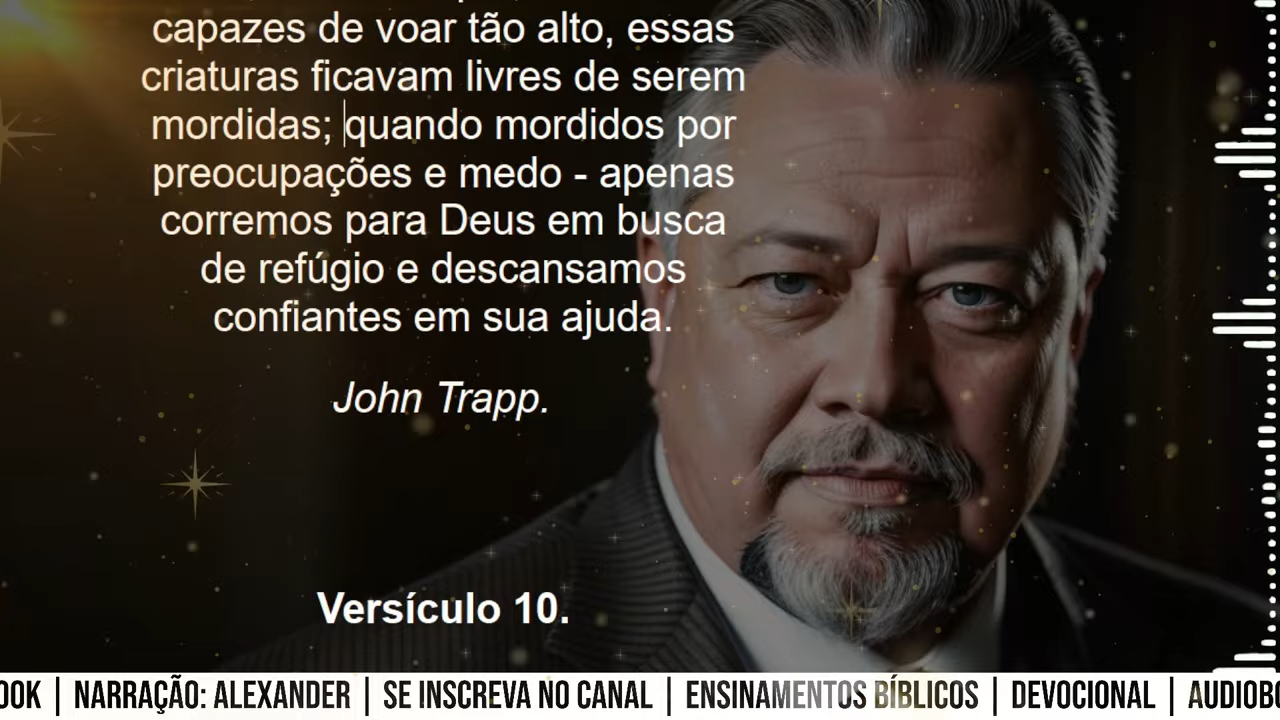 capazes de voar tão alto, essas
criaturas ficavam livres de serem
mordidas; quando mordidos por
preocupações e medo - apenas
corremos para Deus em busca
de refúgio e descansamos
confiantes em sua ajuda.
John Trapp.
Versículo 10.
OOK | NARRAÇÃO: ALEXANDER | SE INSCREVA NO CANAL | ENSINAMENTOS BÍBLICOS | DEVOCIONAL | AUDIOBO